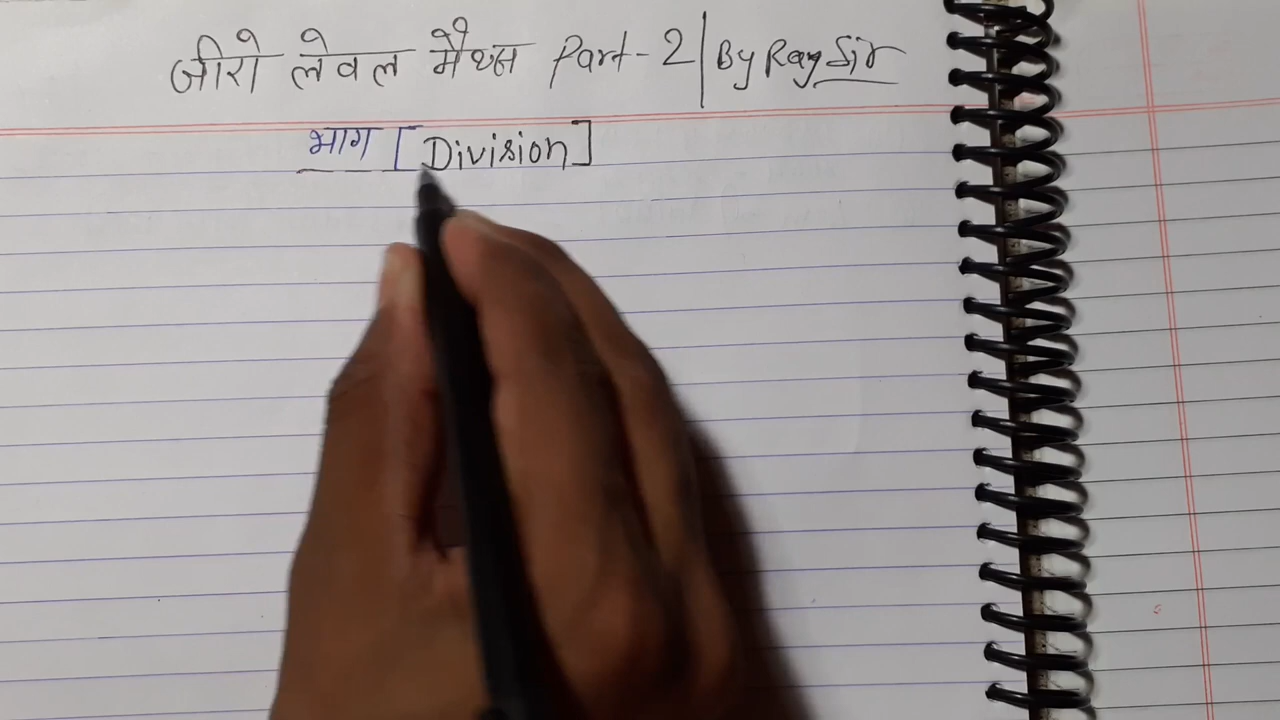 जीरो लेवल मैथ्स Part-2 | By Ray Sir
भाग [Division]